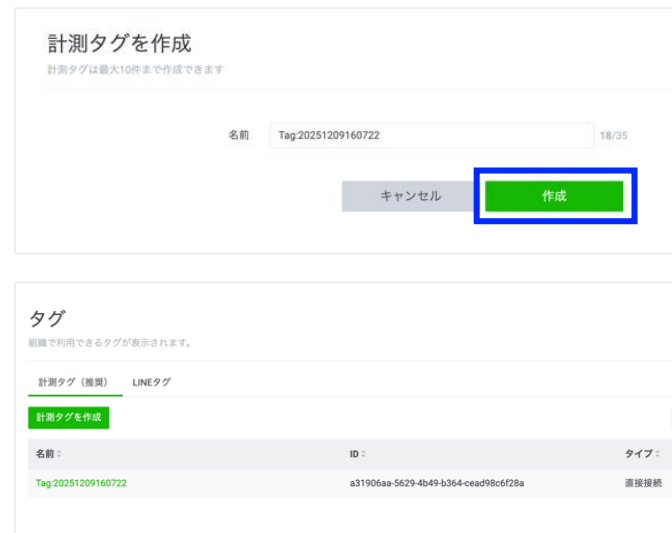 計測タグを作成
計測タグは最大10件まで作成できます
名前 Tag:20251209160722 18/35
キャンセル 作成
タグ
組織で利用できるタグが表示されます。
計測タグ（推奨） LINEタグ
計測タグを作成
名前 ID タイプ
Tag:20251209160722 a31906aa-5629-4b49-b364-cead98c6f28a 直接接続